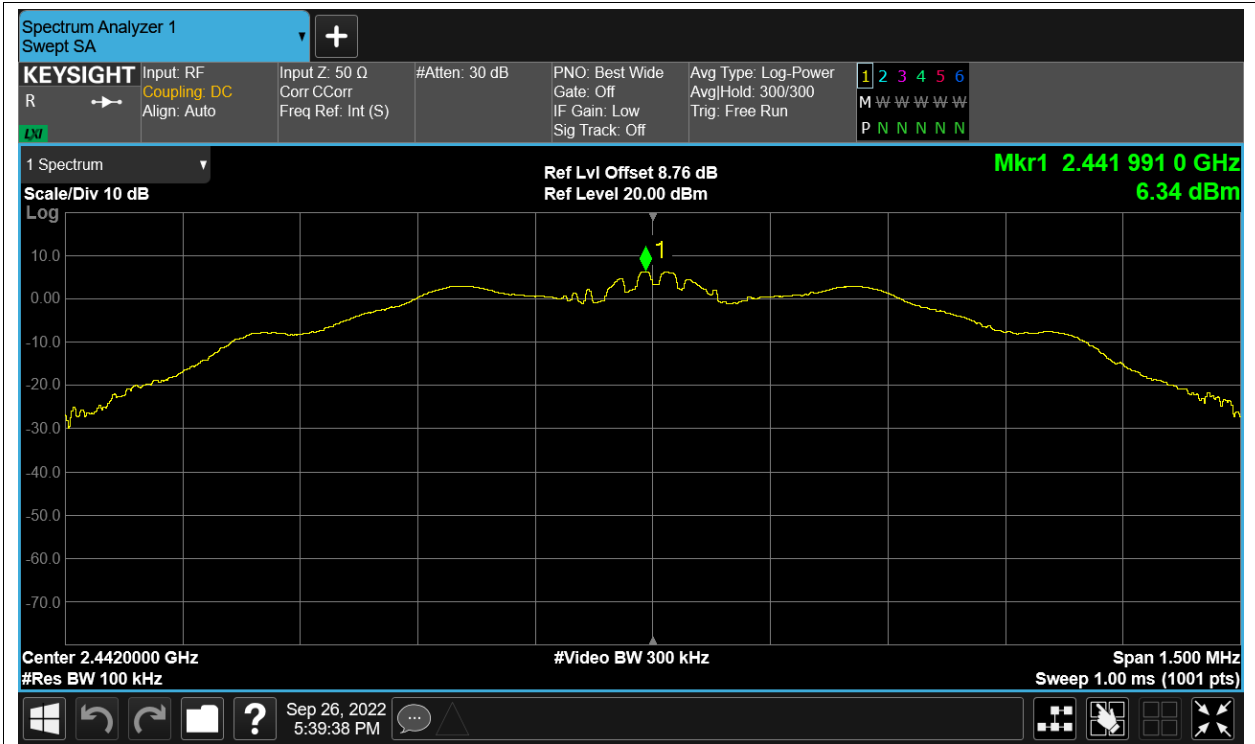 Spectrum Analyzer 1
Swept SA
KEYSIGHT
R
LXI
Input: RF
Coupling: DC
Align: Auto
Input Z: 50 Ω
Corr CCorr
Freq Ref: Int (S)
#Atten: 30 dB
PNO: Best Wide
Gate: Off
IF Gain: Low
Sig Track: Off
Avg Type: Log-Power
Avg|Hold: 300/300
Trig: Free Run
1 2 3 4 5 6
M W W W W W
P N N N N N
1 Spectrum
Scale/Div 10 dB
Log
Ref Lvl Offset 8.76 dB
Ref Level 20.00 dBm
Mkr1 2.441 991 0 GHz
6.34 dBm
1
10.0
0.00
-10.0
-20.0
-30.0
-40.0
-50.0
-60.0
-70.0
Center 2.4420000 GHz
#Res BW 100 kHz
#Video BW 300 kHz
Span 1.500 MHz
Sweep 1.00 ms (1001 pts)
?
Sep 26, 2022
5:39:38 PM